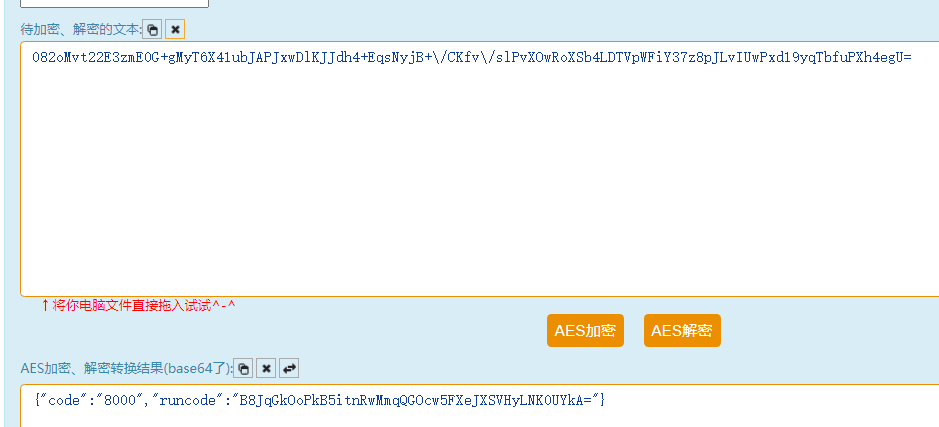 待加密、解密的文本:
082oMvt22E3zmE0G+gMyT6X41ubJAPJxwDlKJJdh4+EqsNyjB+\/CKfv\/slPvXOwRoXSb4LDTVpWFiY37z8pJLvIUwPxd19yqTbfuPXh4egU=
↑将你电脑文件直接拖入试试^-^
AES加密 AES解密
AES加密、解密转换结果(base64了):
{"code":"8000","runcode":"B8JqGkOoPkB5itnRwMmqQGOcw5FXeJXSVHyLNK0UYkA="}